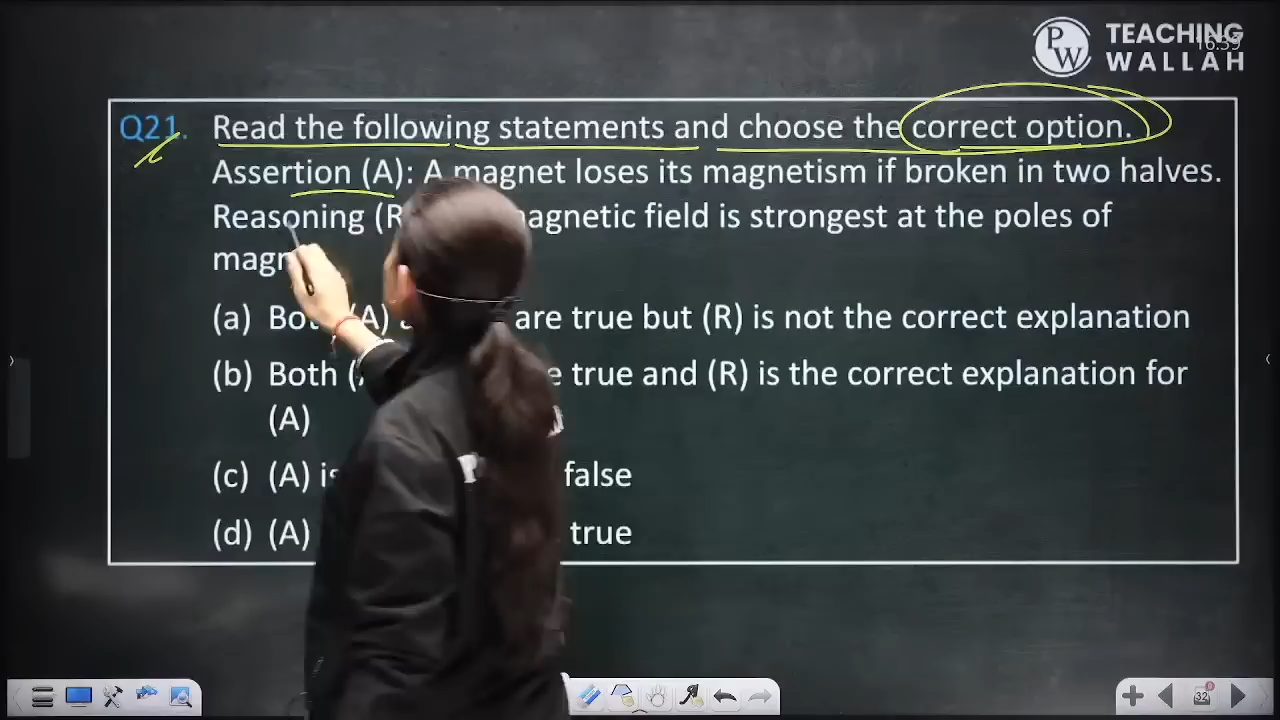 TEACHING
WALLAH
PW
16:39
Q21. Read the following statements and choose the correct option.
Assertion (A): A magnet loses its magnetism if broken in two halves.
Reasoning (R agnetic field is strongest at the poles of
magn
(a) Bot (A) a are true but (R) is not the correct explanation
(b) Both ( e true and (R) is the correct explanation for
(A)
(c) (A) is false
(d) (A) true
32